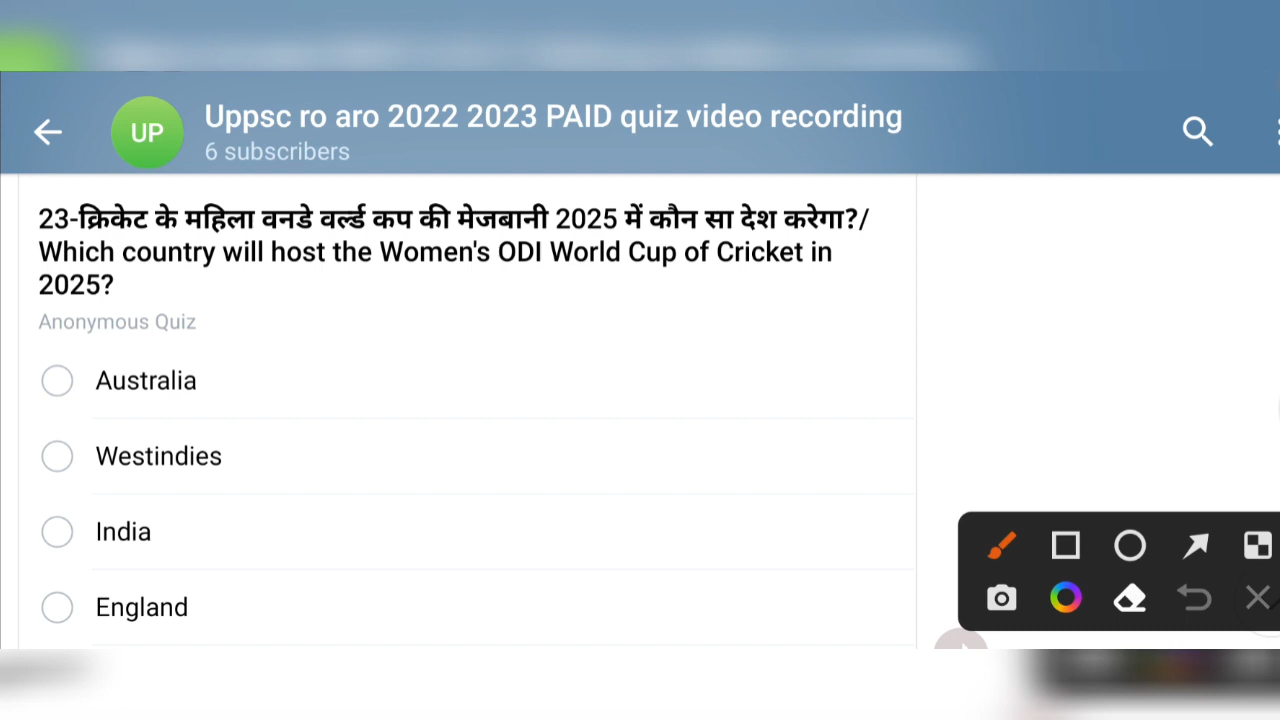 UP
Uppsc ro aro 2022 2023 PAID quiz video recording
6 subscribers
23-क्रिकेट के महिला वनडे वर्ल्ड कप की मेजबानी 2025 में कौन सा देश करेगा?/
Which country will host the Women's ODI World Cup of Cricket in
2025?
Anonymous Quiz
Australia
Westindies
India
England